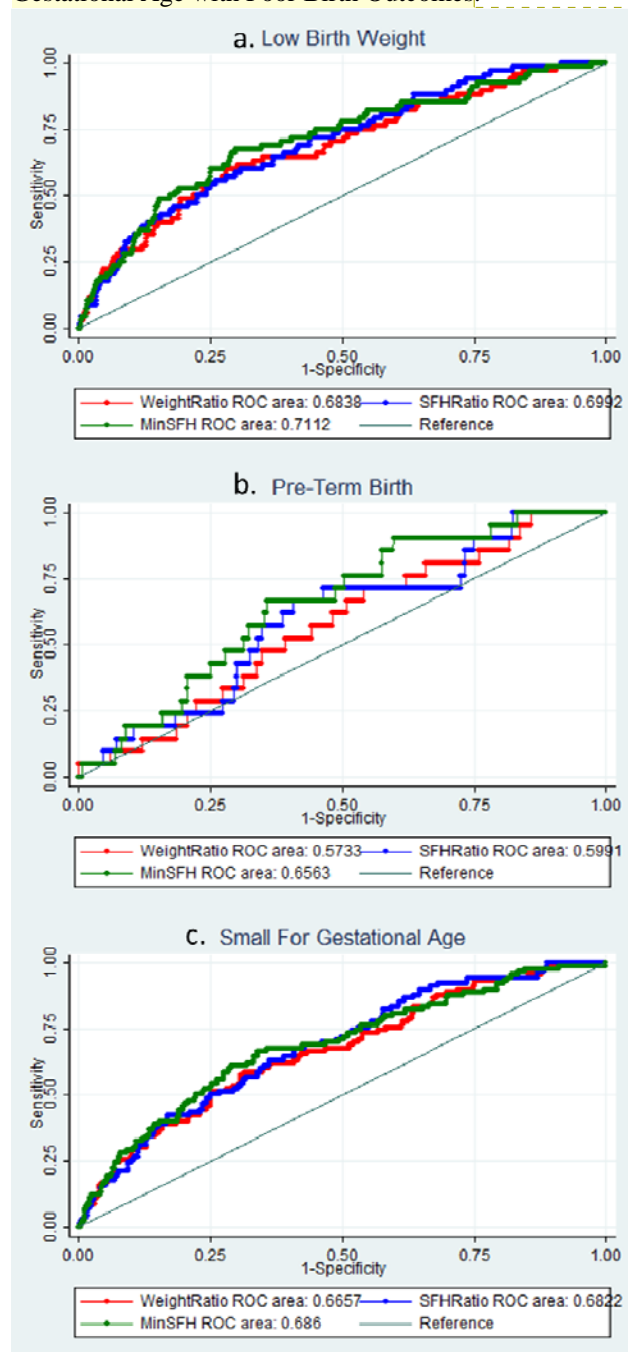 Gestational Age with Poor Birth Outcomes.
a. Low Birth Weight
Sensitivity
1.00
0.75
0.50
0.25
0.00
0.00 0.25 0.50 0.75 1.00
1-Specificity
WeightRatio ROC area: 0.6838 SFHRatio ROC area: 0.6992
MinSFH ROC area: 0.7112 Reference
b. Pre-Term Birth
Sensitivity
1.00
0.75
0.50
0.25
0.00
0.00 0.25 0.50 0.75 1.00
1-Specificity
WeightRatio ROC area: 0.5733 SFHRatio ROC area: 0.5991
MinSFH ROC area: 0.6563 Reference
c. Small For Gestational Age
Sensitivity
1.00
0.75
0.50
0.25
0.00
0.00 0.25 0.50 0.75 1.00
1-Specificity
WeightRatio ROC area: 0.6657 SFHRatio ROC area: 0.6822
MinSFH ROC area: 0.686 Reference